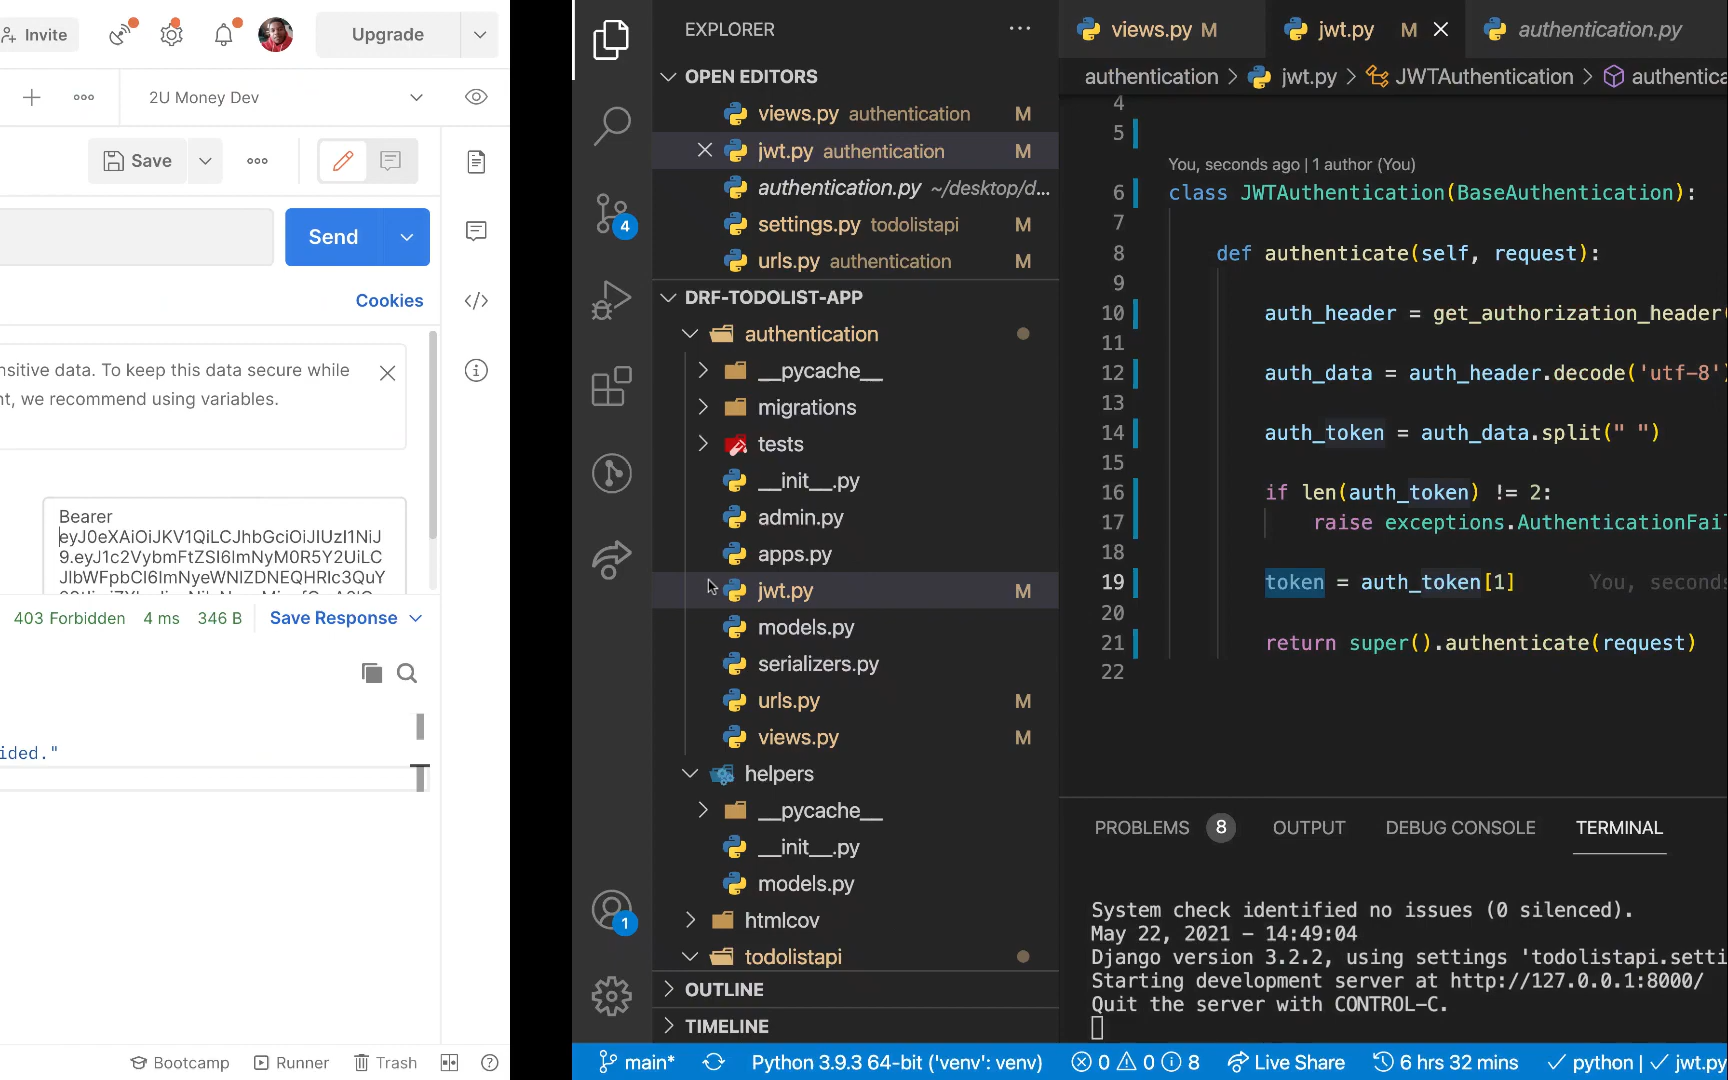 Invite
Upgrade
2U Money Dev
Save
Send
Cookies
nsitive data. To keep this data secure while
nt, we recommend using variables.
Bearer
eyJ0eXAiOiJKV1QiLCJhbGciOiJIUzI1NiJ
9.eyJ1c2VybmFtZSI6ImNyM0R5Y2UiLC
JlbWFpbCI6ImNyeWNlZDNEQHRlc3QuY
403 Forbidden 4 ms 346 B Save Response
ided."
Bootcamp Runner Trash
EXPLORER
OPEN EDITORS
views.py authentication M
jwt.py authentication M
authentication.py ~/desktop/d...
settings.py todolistapi M
urls.py authentication M
DRF-TODOLIST-APP
authentication
__pycache__
migrations
tests
__init__.py
admin.py
apps.py
jwt.py M
models.py
serializers.py
urls.py M
views.py M
helpers
__pycache__
__init__.py
models.py
htmlcov
todolistapi
OUTLINE
TIMELINE
4
1
views.py M jwt.py M authentication.py
authentication > jwt.py > JWTAuthentication > authentica
4
5
You, seconds ago | 1 author (You)
6 class JWTAuthentication(BaseAuthentication):
7
8 def authenticate(self, request):
9
10 auth_header = get_authorization_header(
11
12 auth_data = auth_header.decode('utf-8')
13
14 auth_token = auth_data.split(" ")
15
16 if len(auth_token) != 2:
17 raise exceptions.AuthenticationFai
18
19 token = auth_token[1] You, seconds
20
21 return super().authenticate(request)
22
PROBLEMS 8 OUTPUT DEBUG CONSOLE TERMINAL
System check identified no issues (0 silenced).
May 22, 2021 - 14:49:04
Django version 3.2.2, using settings 'todolistapi.setti
Starting development server at http://127.0.0.1:8000/
Quit the server with CONTROL-C.
main* Python 3.9.3 64-bit ('venv': venv) 0 0 8 Live Share 6 hrs 32 mins python | jwt.py